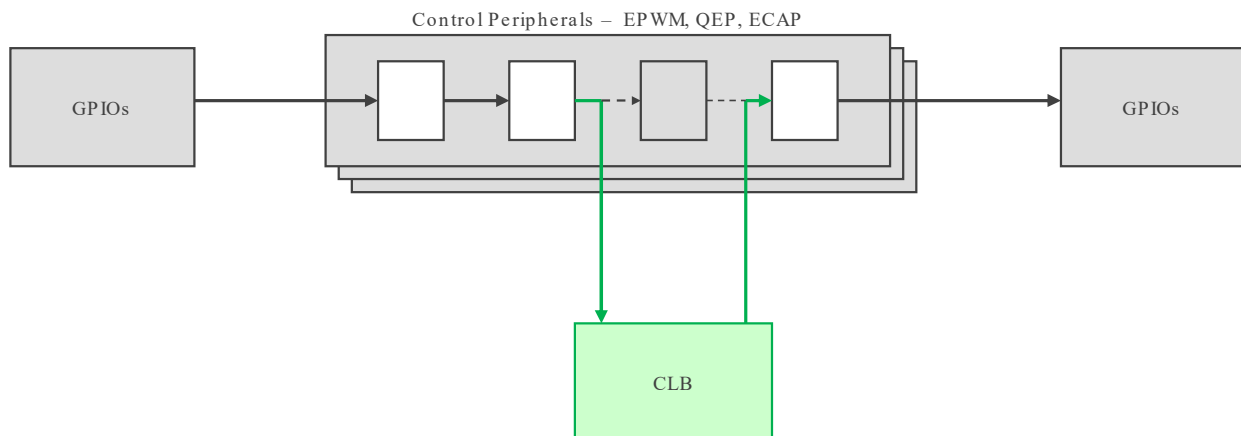 Control Peripherals – EPWM, QEP, ECAP
GPIOs
GPIOs
CLB